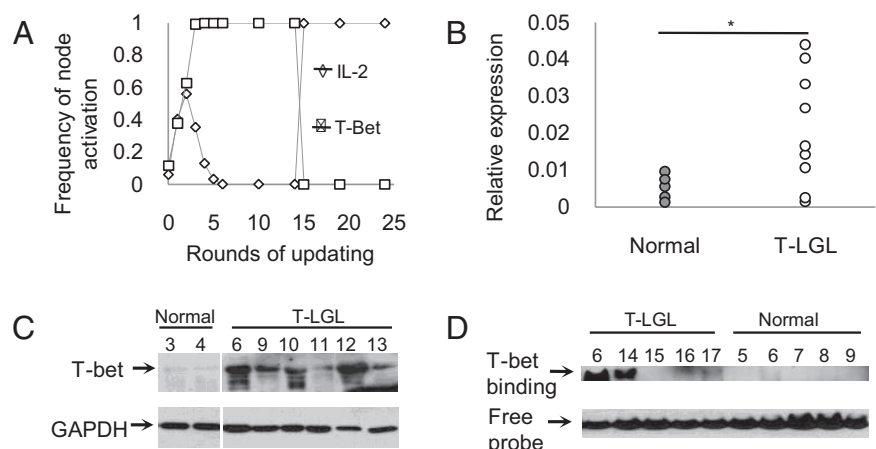 A
Frequency of node
activation
1
0.8
0.6
0.4
0.2
0
0 5 10 15 20 25
Rounds of updating
IL-2
T-Bet
B
Relative expression
0.05
0.04
0.03
0.02
0.01
0
*
Normal T-LGL
C
Normal T-LGL
3 4 6 9 10 11 12 13
T-bet
GAPDH
D
T-LGL Normal
6 14 15 16 17 5 6 7 8 9
T-bet
binding
Free
probe